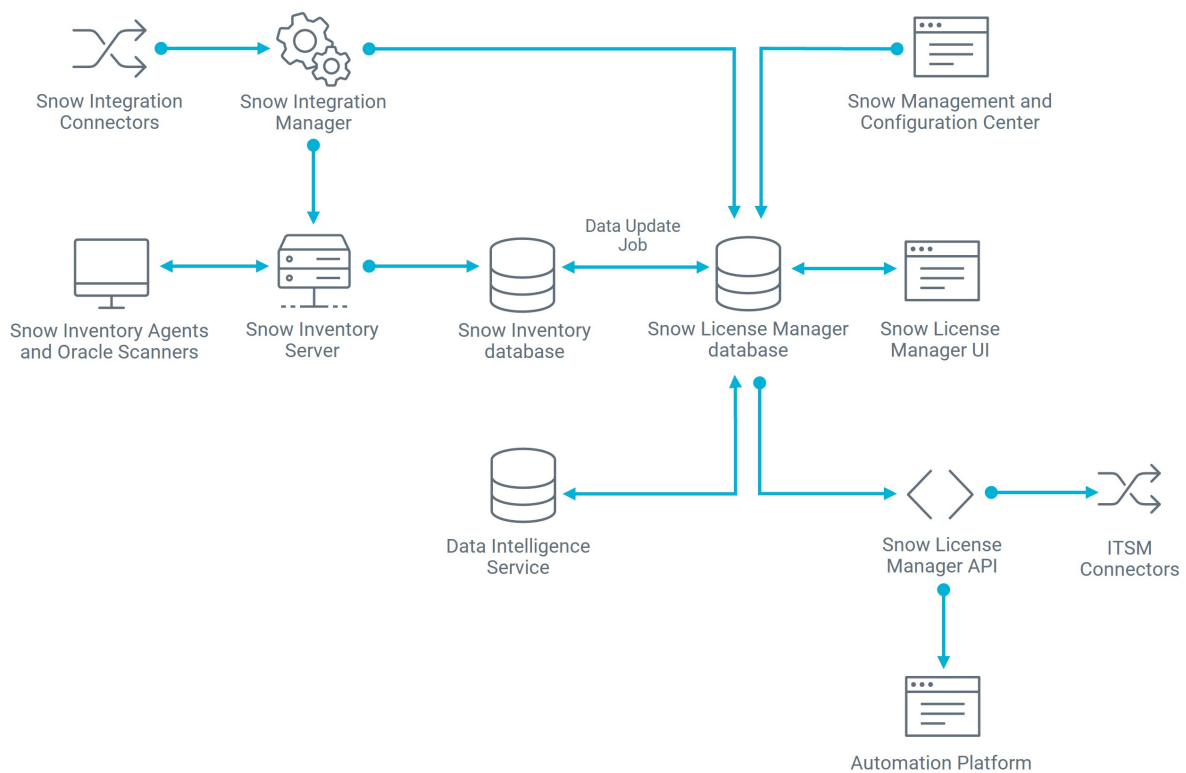 Snow Integration
Connectors
Snow Integration
Manager
Snow Management and
Configuration Center
Data Update
Job
Snow Inventory Agents
and Oracle Scanners
Snow Inventory
Server
Snow Inventory
database
Snow License Manager
database
Snow License
Manager UI
Data Intelligence
Service
Snow License
Manager API
ITSM
Connectors
Automation Platform